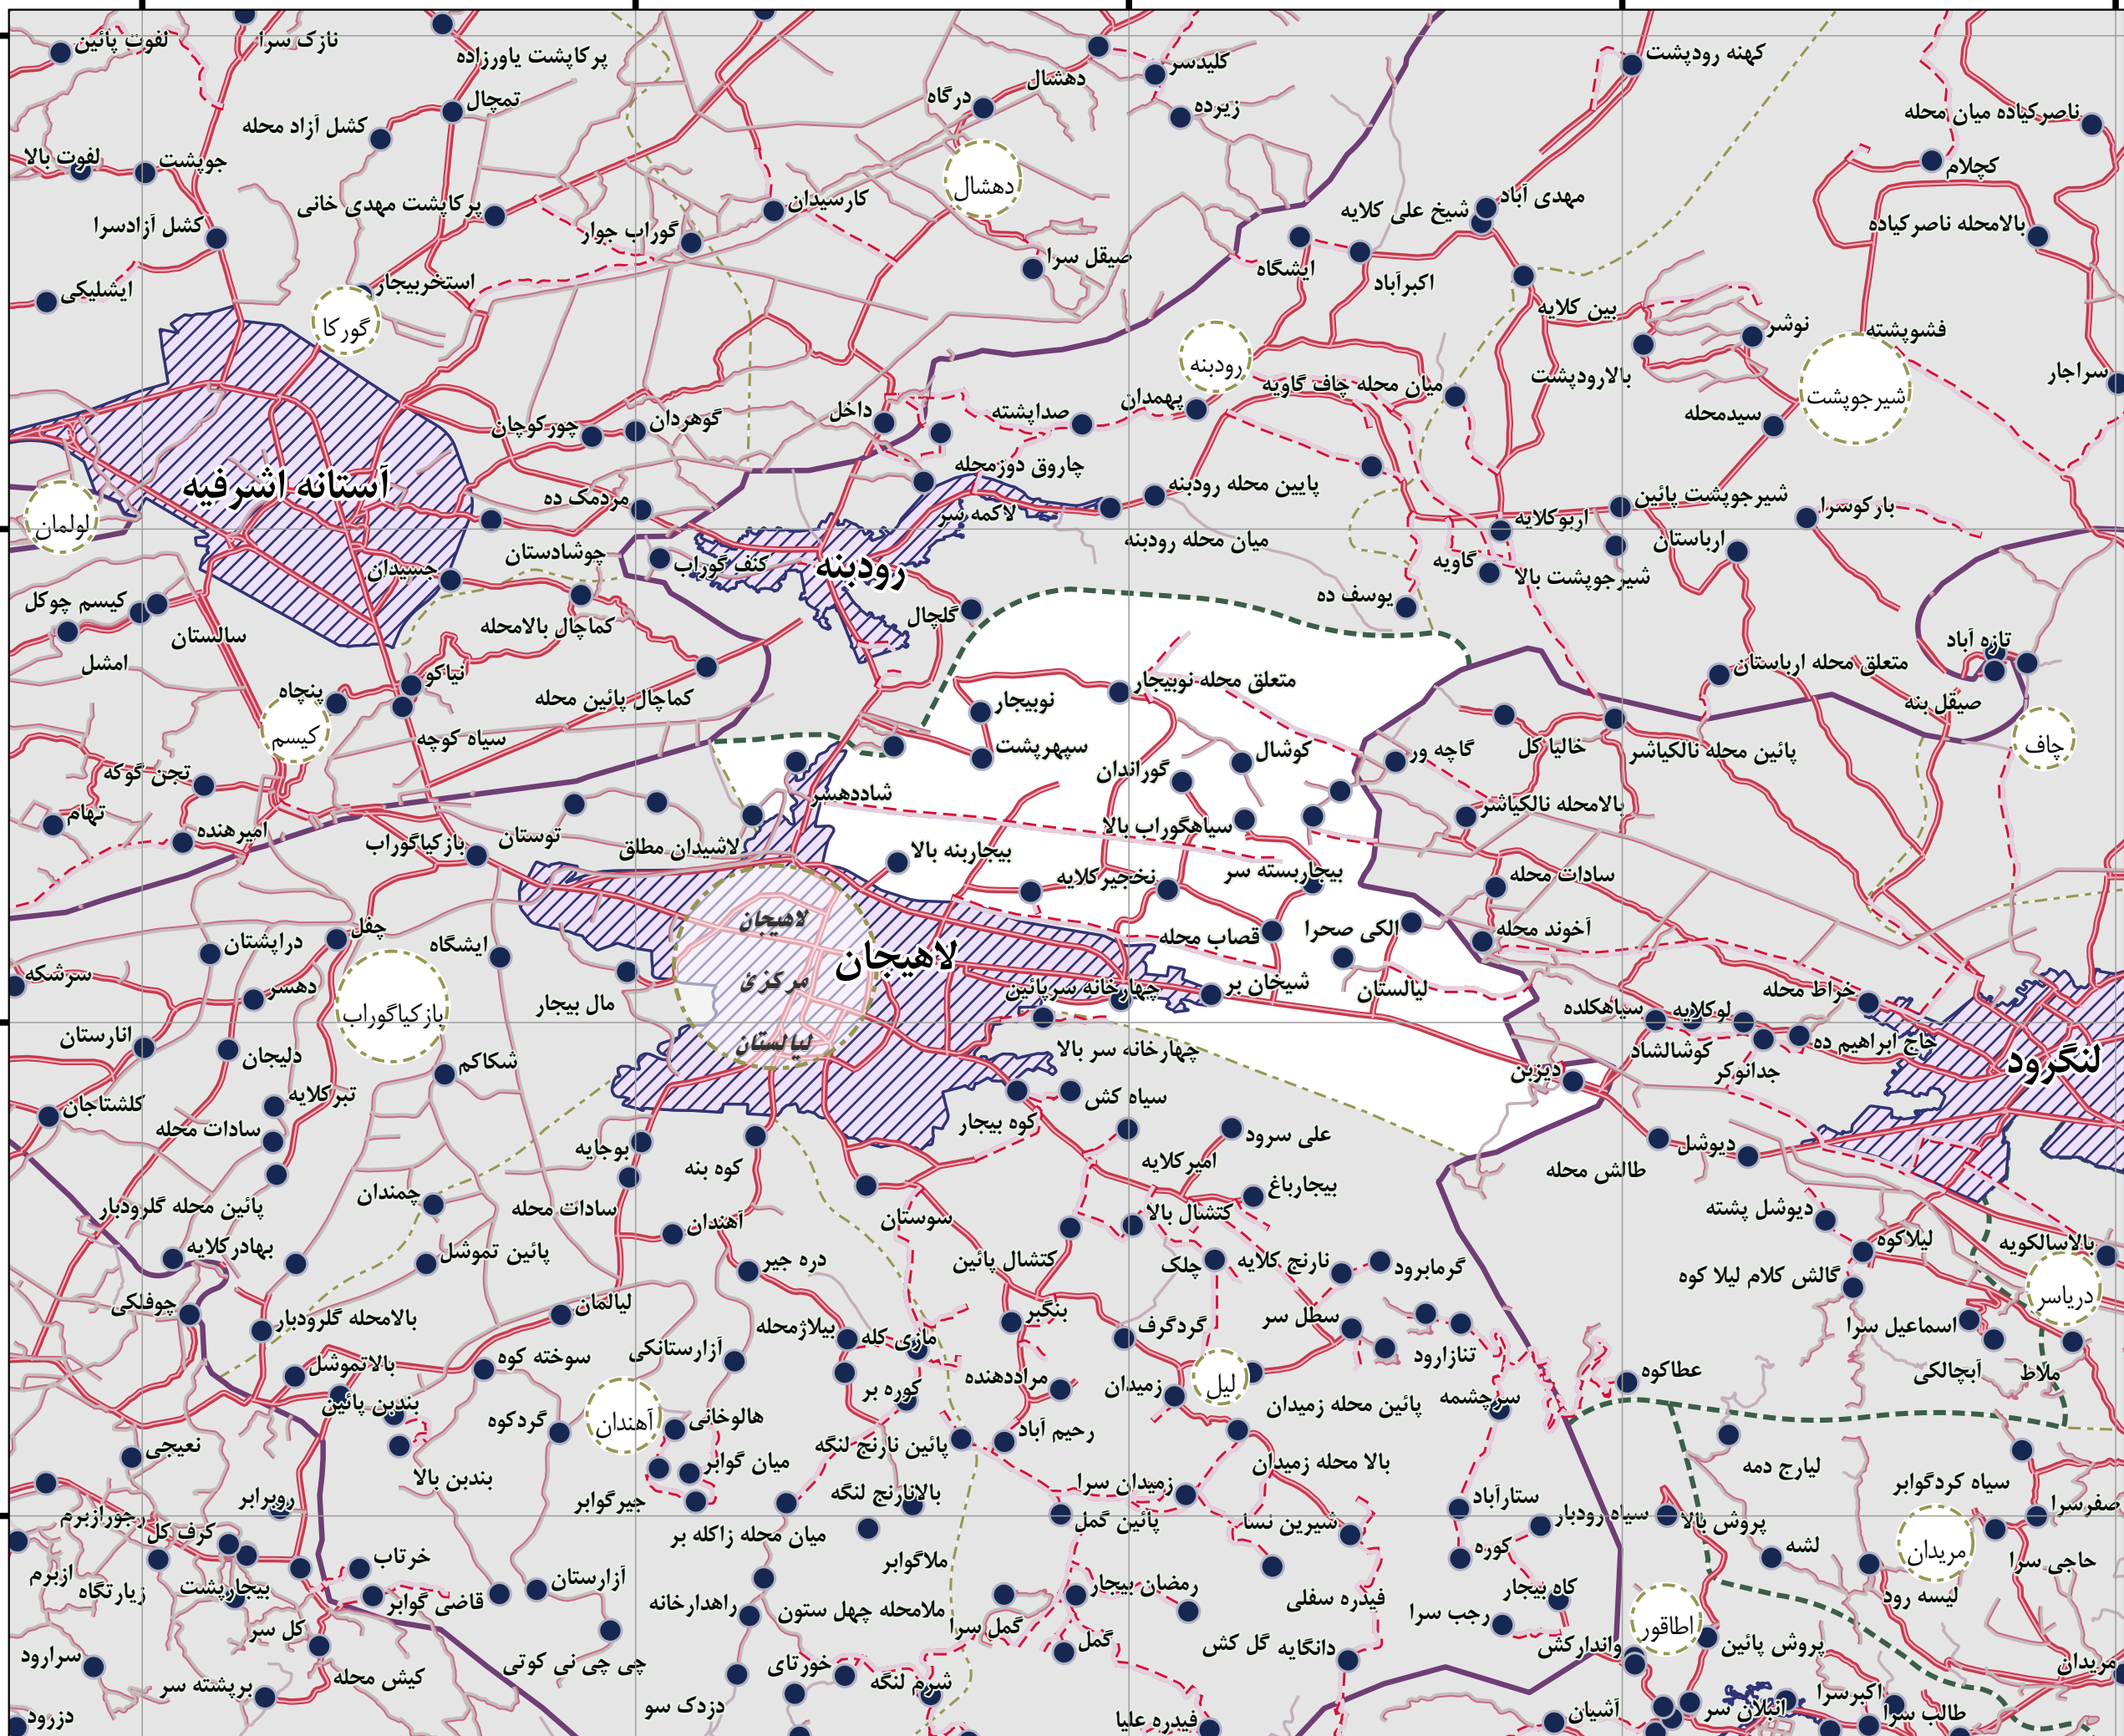 لفوت پائین
نازک سرا
پرکاپشت یاورزاده
دهشال
کلیدسر
کهنه رودپشت
تمچال
درگاه
زیرده
ناصرکیاده میان محله
کشل آزاد محله
لفوت بالا
جوپشت
کچلام
دهشال
پرکاپشت مهدی خانی
کارسیدان
شیخ علی کلایه
مهدی آباد
کشل آزادسرا
گوراب جوار
صیقل سرا
ایشگاه
اکبرآباد
بالامحله ناصرکیاده
ایشلیکی
استخربیجار
بین کلایه
گورکا
نوشر
فشوپشته
رودبنه
بالارودپشت
سراجار
شیرجوپشت
میان محله چاف گاویه
پهمدان
صداپشته
داخل
گوهردان
چورکوچان
سیدمحله
چاروق دوزمحله
آستانه اشرفیه
مردمک ده
پایین محله رودبنه
شیرجوپشت پائین
بارکوسرا
لاکمه سر
لولمان
اربوکلایه
میان محله رودبنه
ارباستان
چوشادستان
کنف گوراب
رودبنه
گاویه
شیرجوپشت بالا
جسیدان
یوسف ده
کیسم چوکل
گلچال
سالستان
کماچال بالامحله
تازه آباد
امشل
نیاکو
متعلق محله ارباستان
پنچاه
کماچال پائین محله
متعلق محله نوبیجار
نوبیجار
صیقل بنه
کیسم
سیاه کوچه
سپهرپشت
کوشال
گاچه ور
خالیا کل
پائین محله نالکیاشر
چاف
تجن گوکه
گوراندان
شاددهسر
بالامحله نالکیاشر
تهام
امیرهنده
سیاهگوراب بالا
بازکیاگوراب
توستان
لاشیدان مطلق
بیجاربنه بالا
نخجیرکلایه
بیجاربسته سر
سادات محله
لاهیجان
چفل
دراپشتان
ایشگاه
لاهیجان
قصاب محله
الکی صحرا
آخوند محله
سرشکه
دهسر
مال بیجار
مرکزی
چهارخانه سرپائین
شیخان بر
لیالستان
خراط محله
بازکیاگوراب
سیاهکلده
لوکلایه
انارستان
لیالستان
دلیجان
شکاکم
چهارخانه سر بالا
کوشالشاد
حاج ابراهیم ده
لنگرود
دیزبن
جدانوکر
کلشتاجان
تبرکلایه
سیاه کش
کوه بیجار
سادات محله
بوجایه
علی سرود
دیوشل
کوه بنه
امیرکلایه
طالش محله
چمندان
بیجارباغ
پائین محله گلرودبار
سادات محله
آهندان
سوستان
کتشال بالا
دیوشل پشته
بهادرکلایه
پائین تموشل
دره جیر
کتشال پائین
چلک
نارنج کلایه
گرمابرود
لیلاکوه
بالاسالکویه
گالش کلام لیلا کوه
دریاسر
چوفلکی
بالامحله گلرودبار
لیالمان
بیلاژمحله
مازی کله
بنگبر
گردگرف
سطل سر
اسماعیل سرا
آزارستانکی
تنازارود
بالاتموشل
سوخته کوه
کوره بر
مراددهنده
زمیدان
لیل
پائین محله زمیدان
سرچشمه
عطاکوه
آبچالکی
ملاط
بندبن پائین
گردکوه
آهندان
هالوخانی
رحیم آباد
پائین نارنج لنگه
نعیجی
میان گوابر
بندبن بالا
بالا محله زمیدان
لیارج دمه
سیاه کردگوابر
روبرابر
جیرگوابر
بالانارنج لنگه
زمیدان سرا
ستارآباد
صفرسرا
رجورازبرم
کرف کل
میان محله زاکله بر
پائین گمل
شیرین نسا
سیاه رودبار
پروش بالا
مریدان
خرتاب
ملاگوابر
کوره
لشه
حاجی سرا
ازبرم
زیارتگاه
بیجارپشت
قاضی گوابر
آزارستان
رمضان بیجار
فیدره سفلی
کاه بیجار
لیسه رود
کل سر
راهدارخانه
ملامحله چهل ستون
گمل سرا
رجب سرا
اطاقور
سرارود
گمل
گل کش
دانگایه
واندارکش
پروش پائین
چی چی نی کوتی
خورتای
مریدان
کیش محله
برپشته سر
شرم لنگه
دزدک سو
اکبرسرا
دزرود
فیدره علیا
آشیان
انبلان سر
طالب سرا